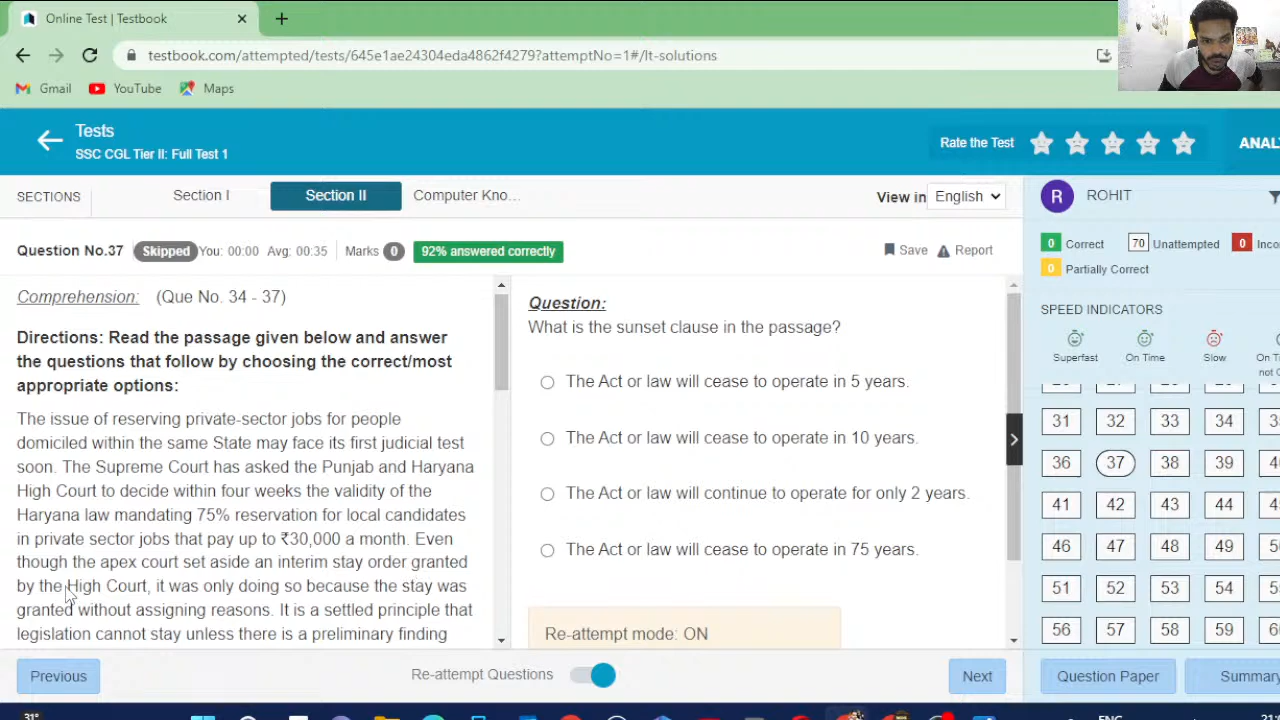 Online Test | Testbook
testbook.com/attempted/tests/645e1ae24304eda4862f4279?attemptNo=1#/lt-solutions
Gmail YouTube Maps
Tests
SSC CGL Tier II: Full Test 1
Rate the Test
ANAL
SECTIONS Section I Section II Computer Kno... View in English
R ROHIT
Question No.37 Skipped You: 00:00 Avg: 00:35 Marks 0 92% answered correctly Save Report
0 Correct 70 Unattempted 0 Inco
0 Partially Correct
Comprehension: (Que No. 34 - 37)
Directions: Read the passage given below and answer
the questions that follow by choosing the correct/most
appropriate options:
The issue of reserving private-sector jobs for people
domiciled within the same State may face its first judicial test
soon. The Supreme Court has asked the Punjab and Haryana
High Court to decide within four weeks the validity of the
Haryana law mandating 75% reservation for local candidates
in private sector jobs that pay up to ₹30,000 a month. Even
though the apex court set aside an interim stay order granted
by the High Court, it was only doing so because the stay was
granted without assigning reasons. It is a settled principle that
legislation cannot stay unless there is a preliminary finding
Question:
What is the sunset clause in the passage?
The Act or law will cease to operate in 5 years.
The Act or law will cease to operate in 10 years.
The Act or law will continue to operate for only 2 years.
The Act or law will cease to operate in 75 years.
Re-attempt mode: ON
SPEED INDICATORS
Superfast On Time Slow On Ti
not C
31 32 33 34
36 37 38 39
41 42 43 44
46 47 48 49
51 52 53 54
56 57 58 59
Previous Re-attempt Questions Next Question Paper Summary
31°
ENG